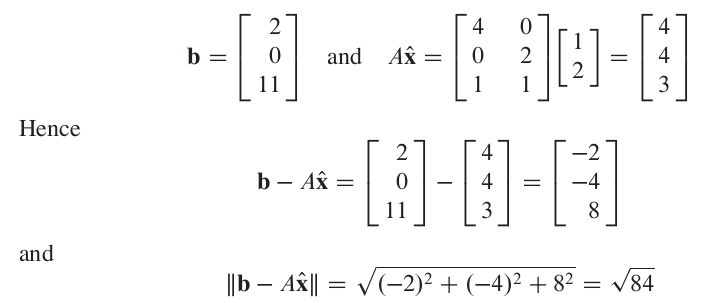 b = [2 0 11] and Ax̂ = [4 0 0 2 1 1] [1 2] = [4 4 3]
Hence
b − Ax̂ = [2 0 11] − [4 4 3] = [−2 −4 8]
and
‖b − Ax̂‖ = √(−2)² + (−4)² + 8² = √84